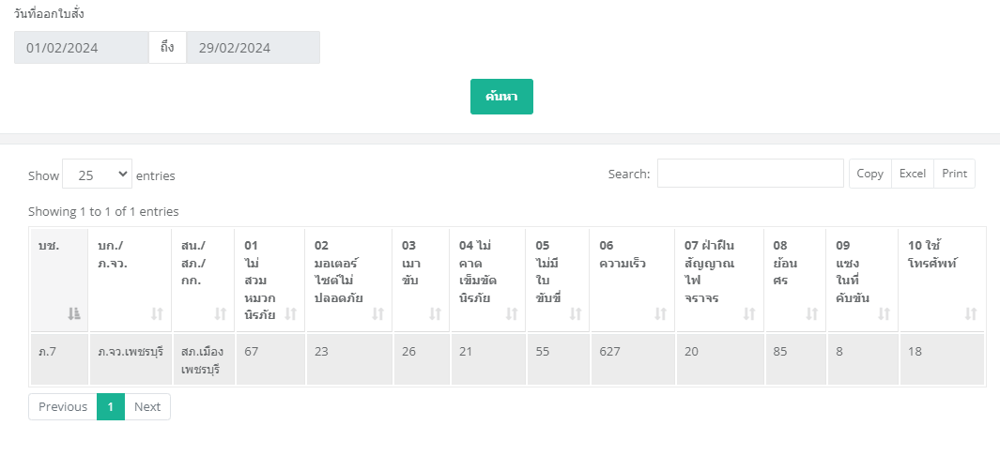 วันที่ออกใบสั่ง
01/02/2024 ถึง 29/02/2024
ค้นหา
Show 25 entries Search: Copy Excel Print
Showing 1 to 1 of 1 entries
บช.
บก./
ภ.จว.
สน./
สภ./
กก.
01
ไม่
สวม
หมวก
นิรภัย
02
มอเตอร์
ไซต์ไม่
ปลอดภัย
03
เมา
ขับ
04 ไม่
คาด
เข็มขัด
นิรภัย
05
ไม่มี
ใบ
ขับขี่
06
ความเร็ว
07 ฝ่าฝืน
สัญญาณ
ไฟ
จราจร
08
ย้อน
ศร
09
แซง
ในที่
คับขัน
10 ใช้
โทรศัพท์
ภ.7
ภ.จว.เพชรบุรี
สภ.เมือง
เพชรบุรี
67
23
26
21
55
627
20
85
8
18
Previous 1 Next